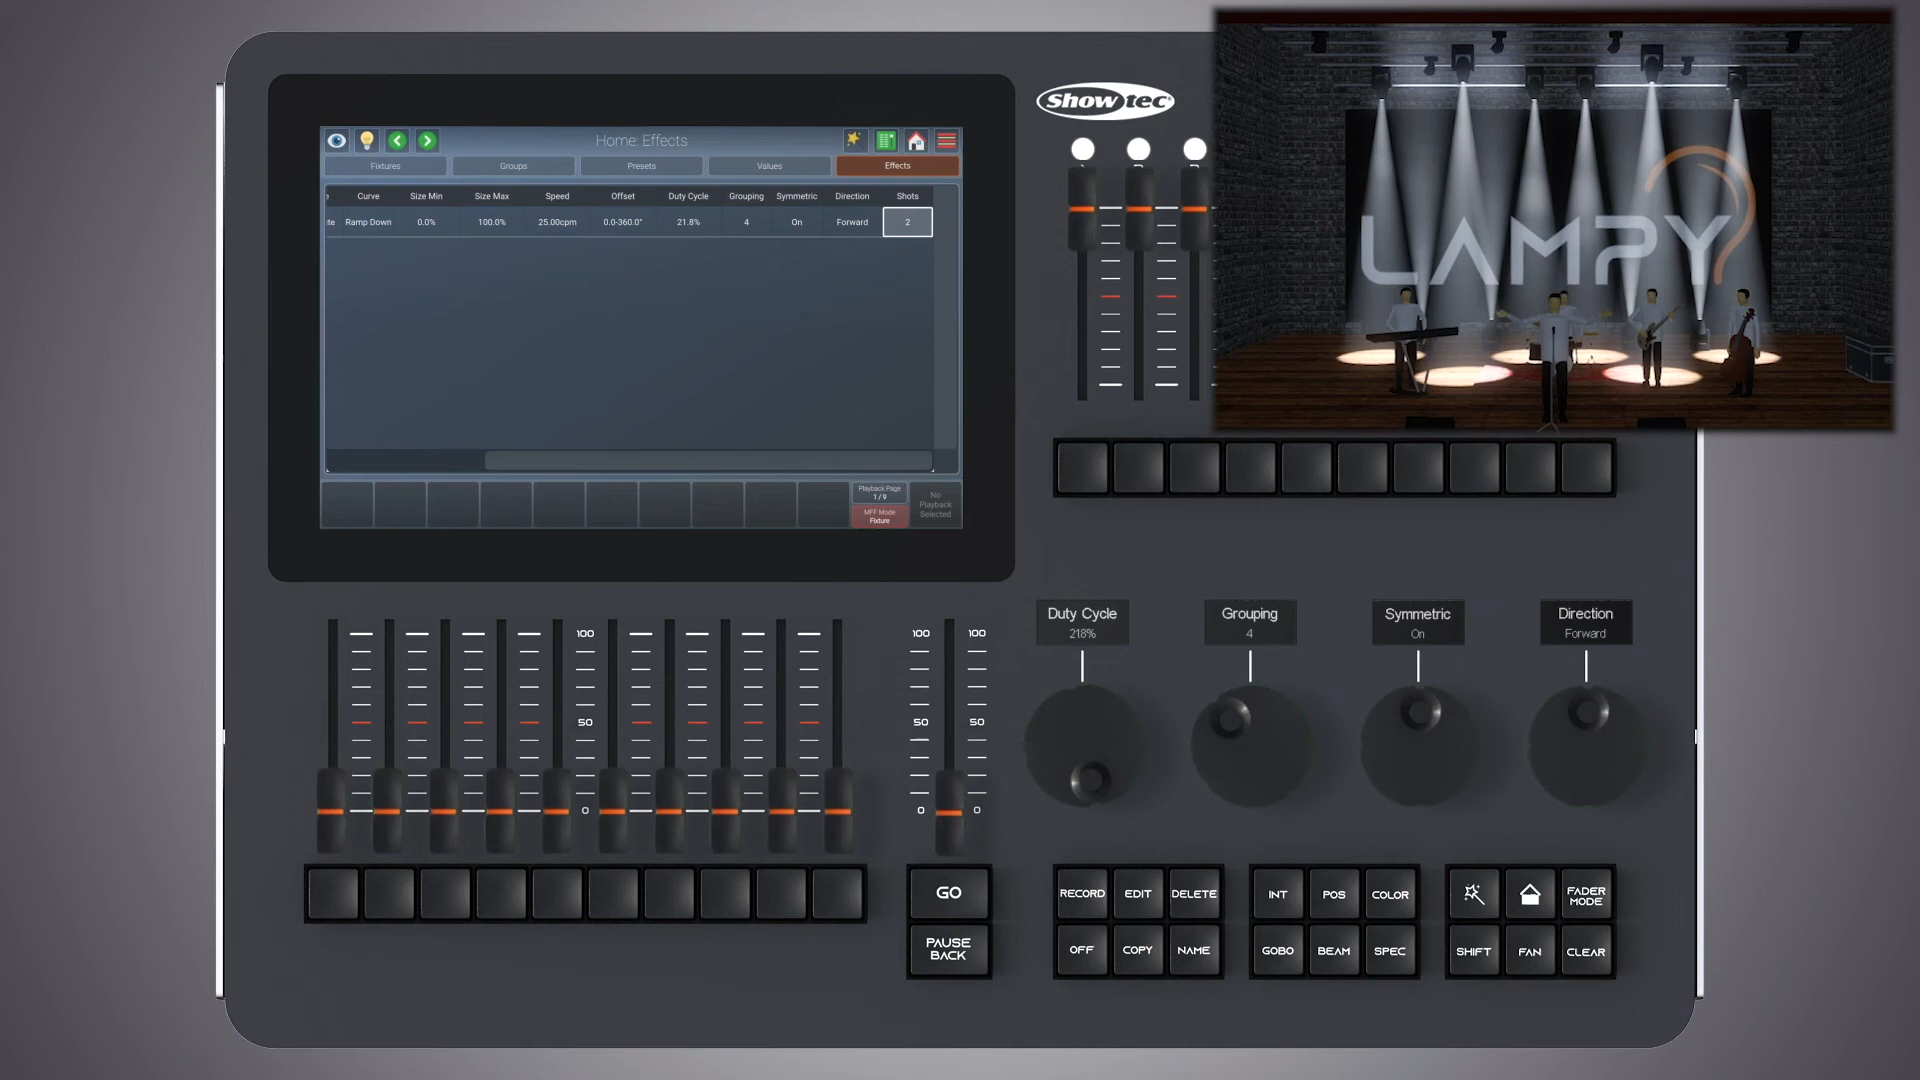 Showtec
LAMPY
Home: Effects
Fixtures
Groups
Presets
Values
Effects
Curve Size Min Size Max Speed Offset Duty Cycle Grouping Symmetric Direction Shots
Ramp Down 0.0% 100.0% 25.00cpm 0.0-360.0° 21.8% 4 On Forward 2
Playback Page
1 / 9
MFF Mode
Fixture
No
Playback
Selected
Duty Cycle
21.8%
Grouping
4
Symmetric
On
Direction
Forward
100
50
0
100
50
0
100
50
0
GO
PAUSE
BACK
RECORD EDIT DELETE
OFF COPY NAME
INT POS COLOR
GOBO BEAM SPEC
FADER
MODE
SHIFT FAN CLEAR